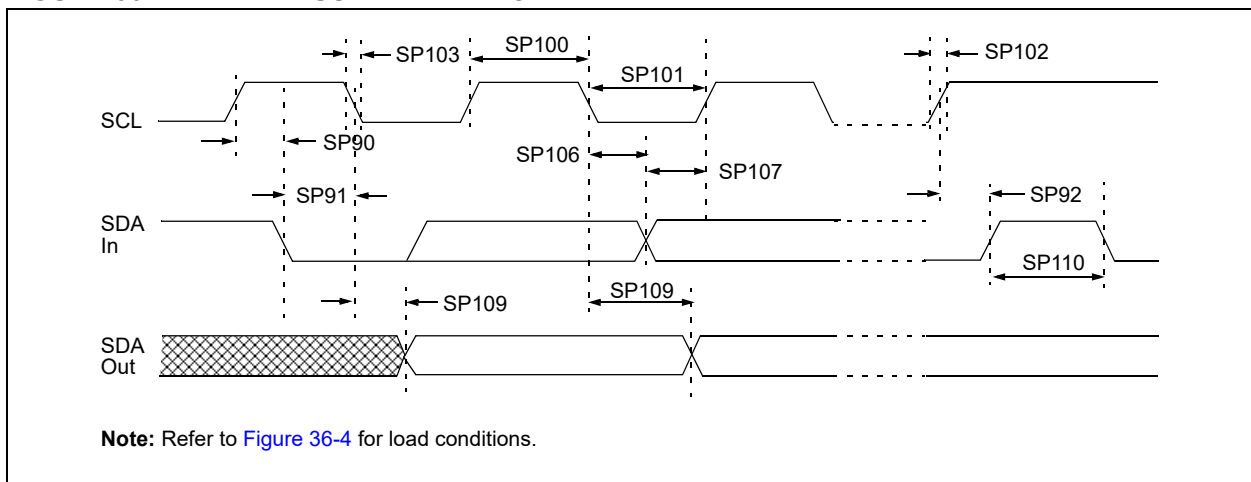 SP103
SP100
SP102
SP101
SCL
SP90
SP106
SP107
SP91
SP92
SDA
In
SP110
SP109
SP109
SDA
Out
Note: Refer to Figure 36-4 for load conditions.